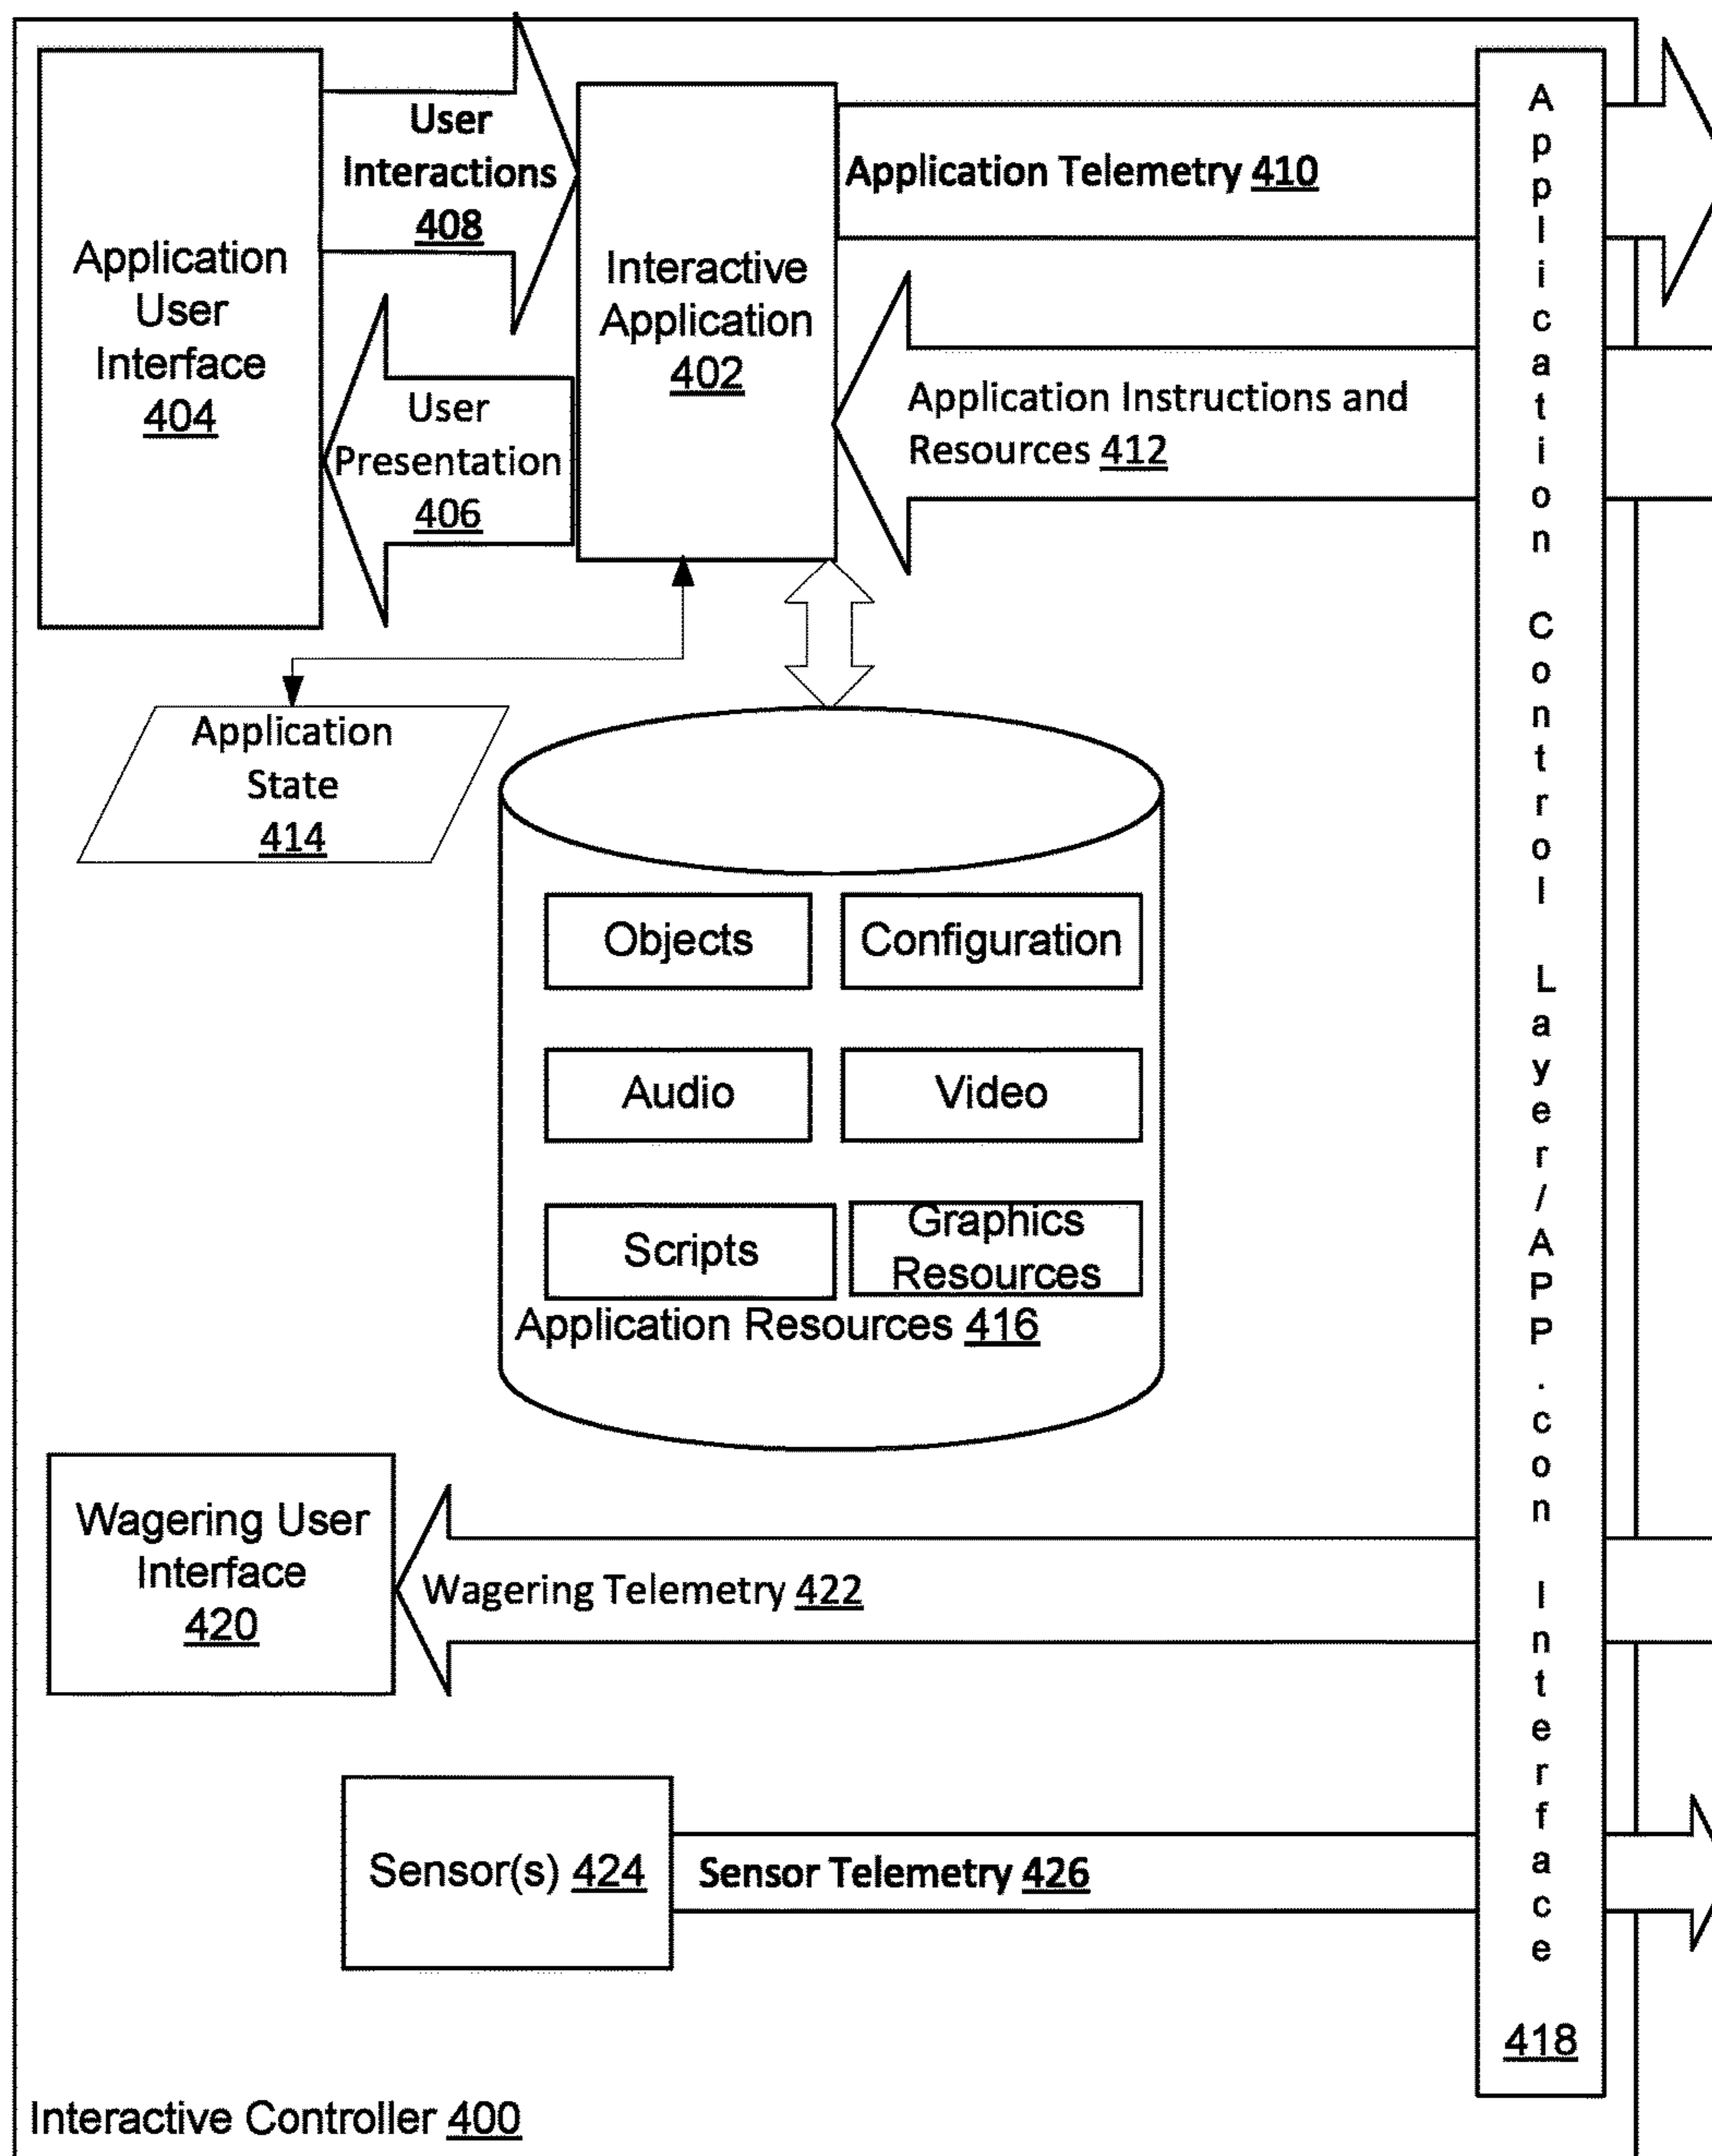 Application
User
Interface
404
User
Interactions
408
User
Presentation
406
Interactive
Application
402
Application Telemetry 410
Application Instructions and
Resources 412
Application
State
414
Objects
Configuration
Audio
Video
Scripts
Graphics
Resources
Application Resources 416
Wagering User
Interface
420
Wagering Telemetry 422
Sensor(s) 424
Sensor Telemetry 426
Application Control Layer/APP.con Interface
418
Interactive Controller 400